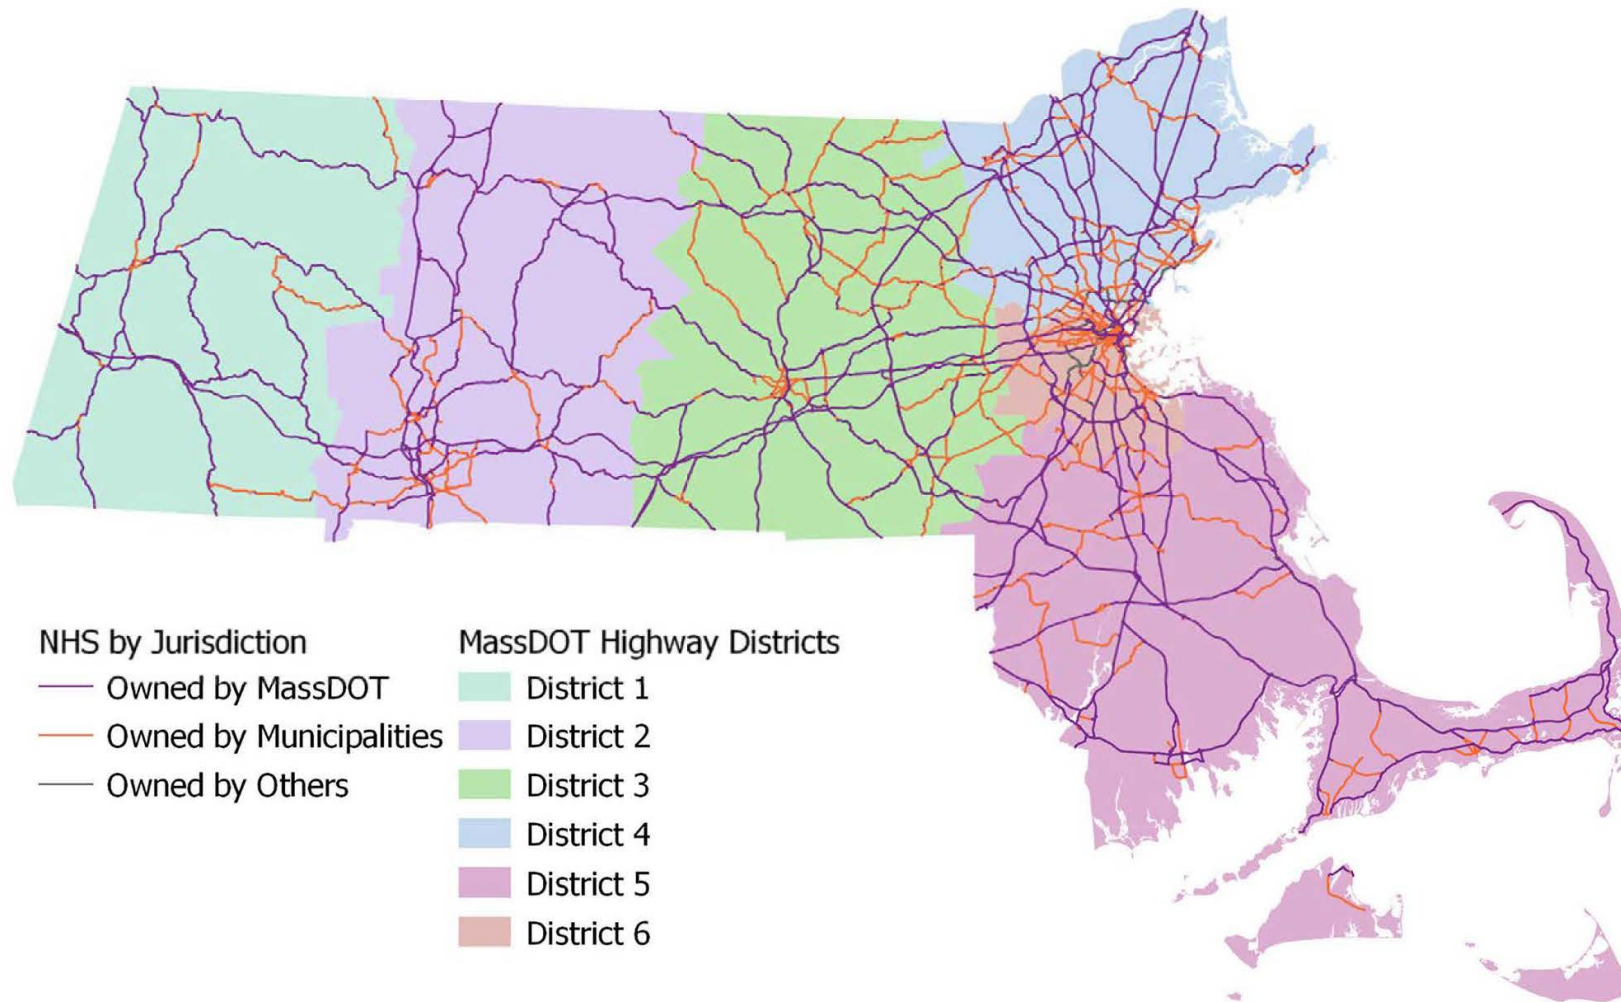 NHS by Jurisdiction
Owned by MassDOT
Owned by Municipalities
Owned by Others
MassDOT Highway Districts
District 1
District 2
District 3
District 4
District 5
District 6